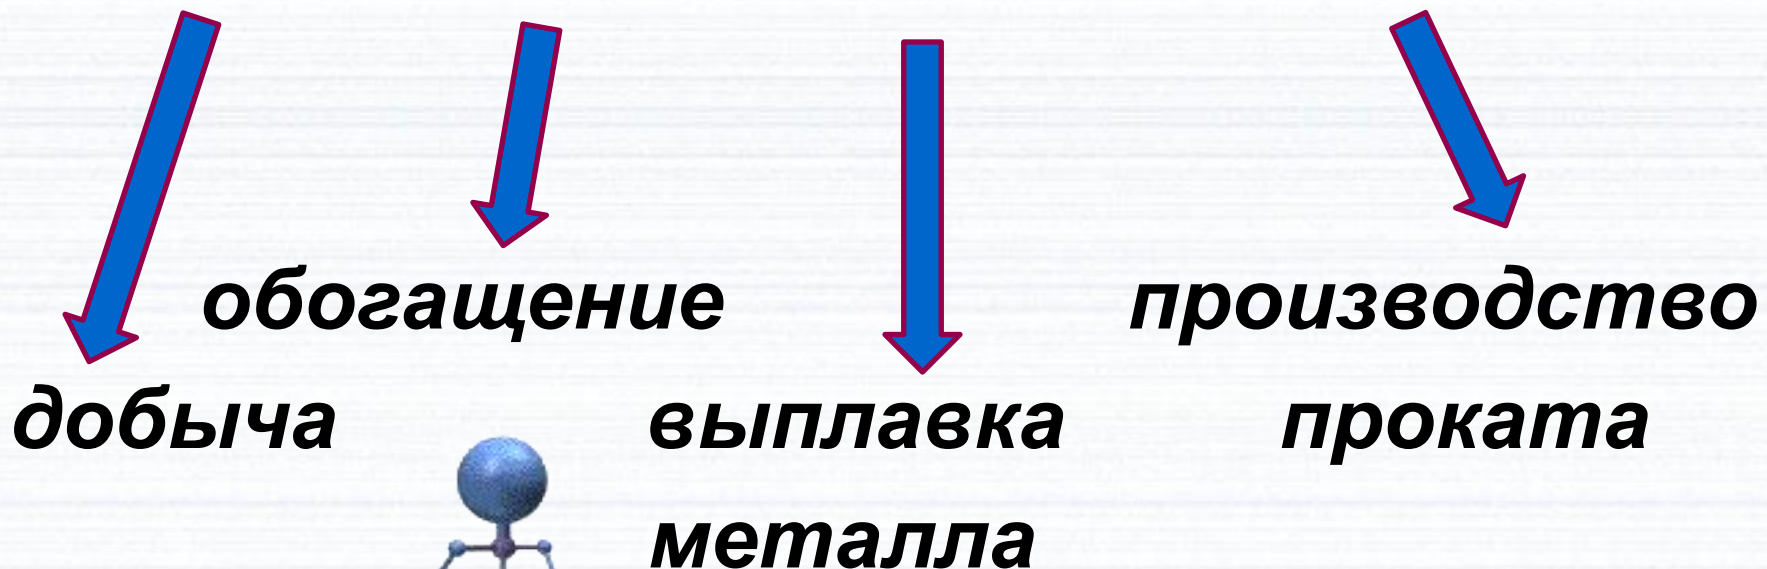 обогащение
производство
добыча
выплавка
проката
металла